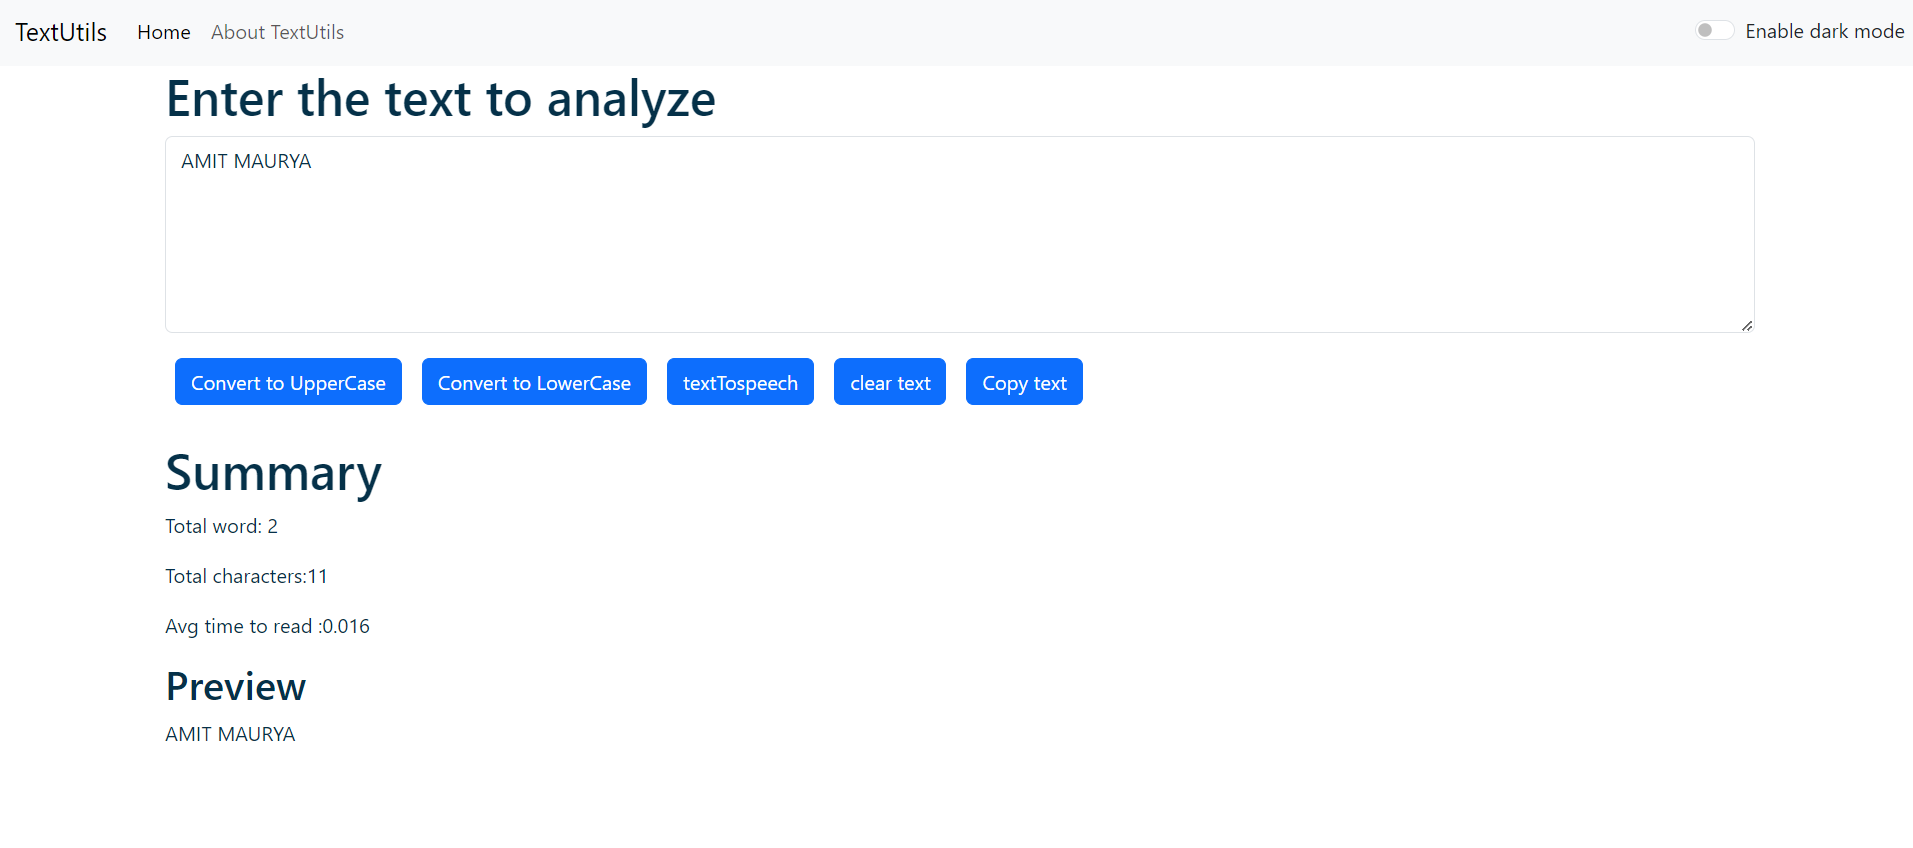 TextUtils Home About TextUtils Enable dark mode
Enter the text to analyze
AMIT MAURYA
Convert to UpperCase Convert to LowerCase textTospeech clear text Copy text
Summary
Total word: 2
Total characters:11
Avg time to read :0.016
Preview
AMIT MAURYA